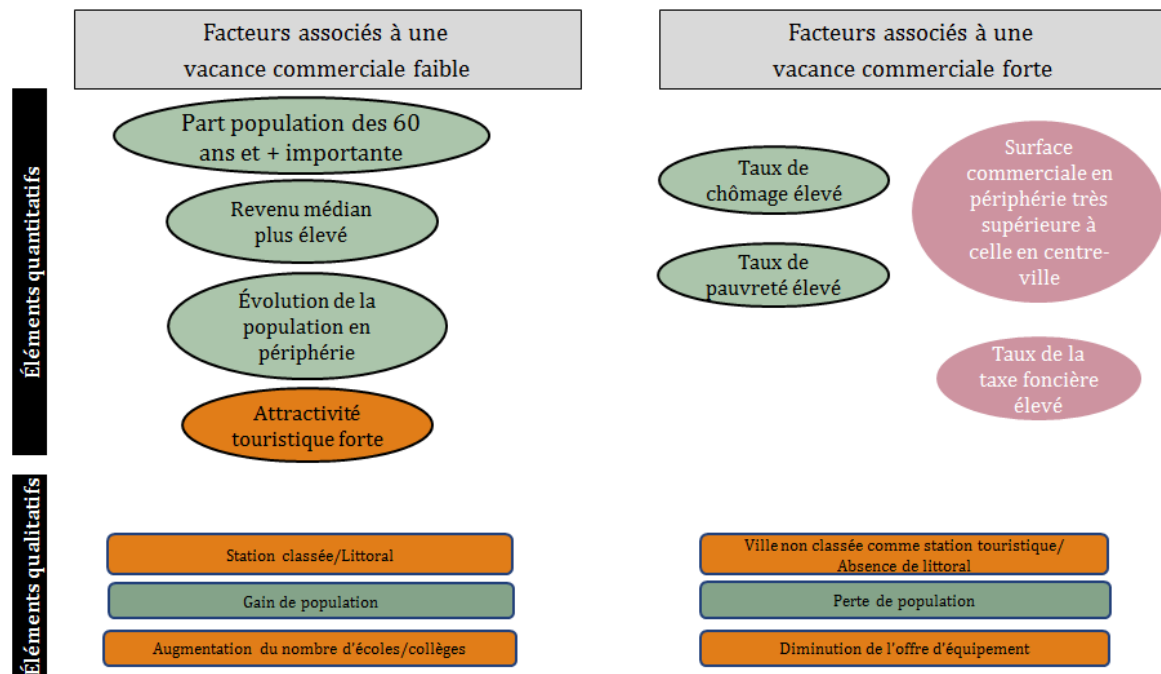 Facteurs associés à une
vacance commerciale faible
Facteurs associés à une
vacance commerciale forte
Éléments quantitatifs
Part population des 60
ans et + importante
Revenu médian
plus élevé
Évolution de la
population en
périphérie
Attractivité
touristique forte
Taux de
chômage élevé
Taux de
pauvreté élevé
Surface
commerciale en
périphérie très
supérieure à
celle en centre-
ville
Taux de la
taxe foncière
élevé
Éléments qualitatifs
Station classée/Littoral
Gain de population
Augmentation du nombre d'écoles/collèges
Ville non classée comme station touristique/
Absence de littoral
Perte de population
Diminution de l'offre d'équipement